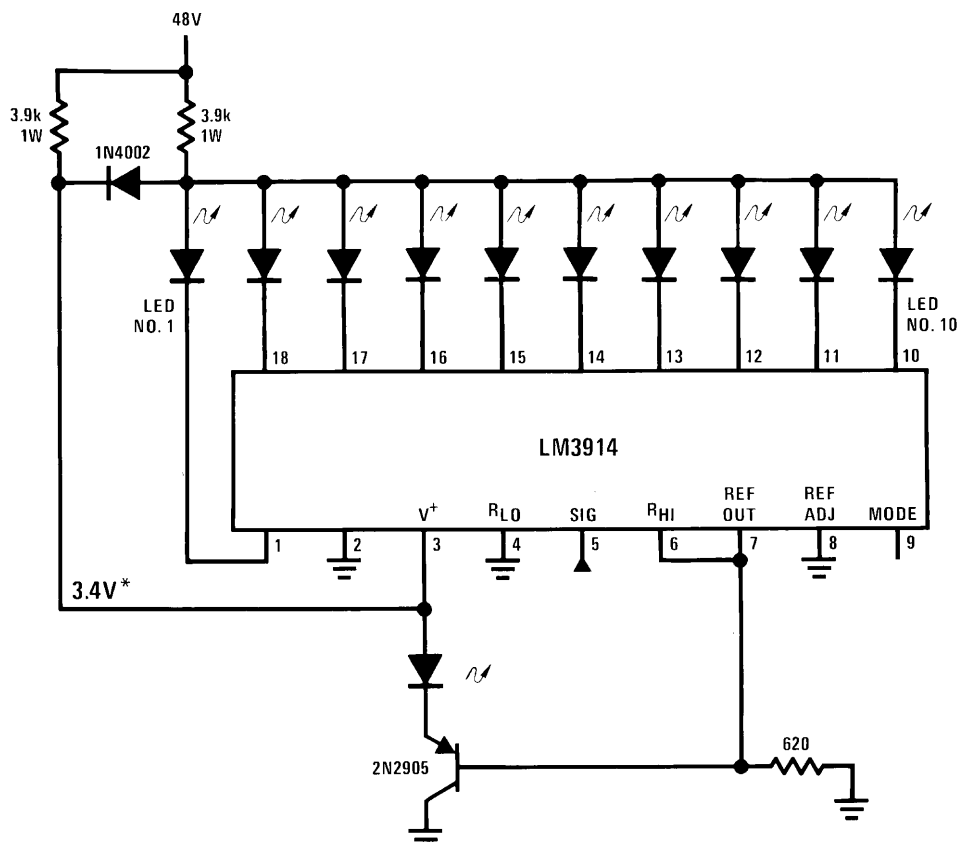 48V
3.9k
1W
3.9k
1W
1N4002
LED
NO. 1
LED
NO. 10
18
17
16
15
14
13
12
11
10
LM3914
V+
RLO
SIG
RHI
REF
OUT
REF
ADJ
MODE
1
2
3
4
5
6
7
8
9
3.4V*
2N2905
620